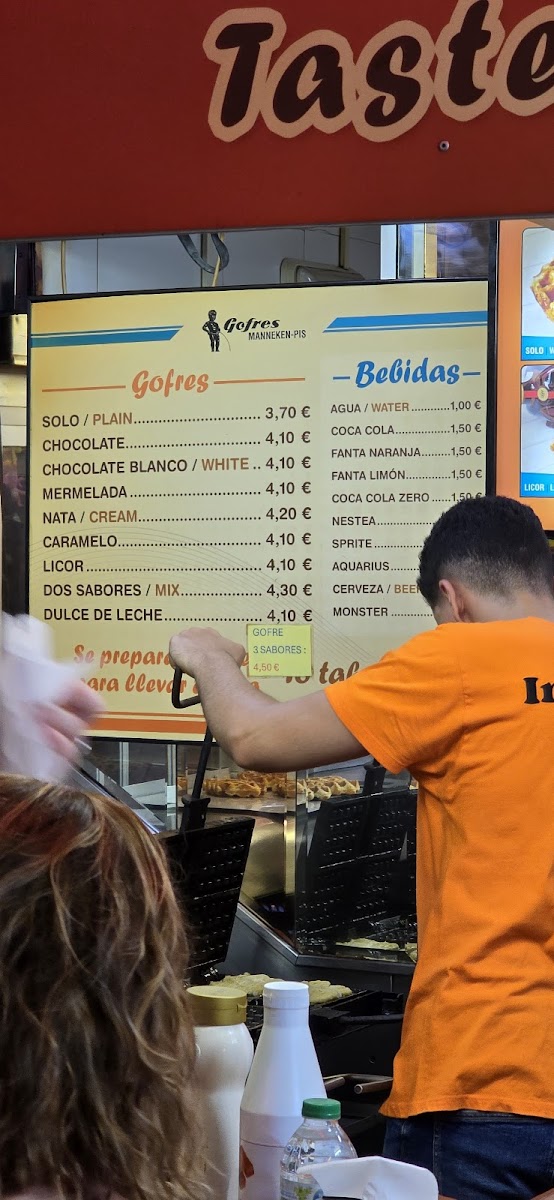 Taste
Gofres
MANNEKEN-PIS
Gofres
SOLO / PLAIN............................ 3,70 €
CHOCOLATE.............................. 4,10 €
CHOCOLATE BLANCO / WHITE .. 4,10 €
MERMELADA ............................. 4,10 €
NATA / CREAM........................... 4,20 €
CARAMELO................................ 4,10 €
LICOR ...................................... 4,10 €
DOS SABORES / MIX................... 4,30 €
DULCE DE LECHE ...................... 4,10 €
Se prepara
para llevar
GOFRE
3 SABORES :
4,50 €
Bebidas
AGUA / WATER ............1,00 €
COCA COLA.................1,50 €
FANTA NARANJA.........1,50 €
FANTA LIMÓN..............1,50 €
COCA COLA ZERO ......1,50 €
NESTEA
SPRITE
AQUARIUS
CERVEZA / BEER
MONSTER
SOLO
LICOR